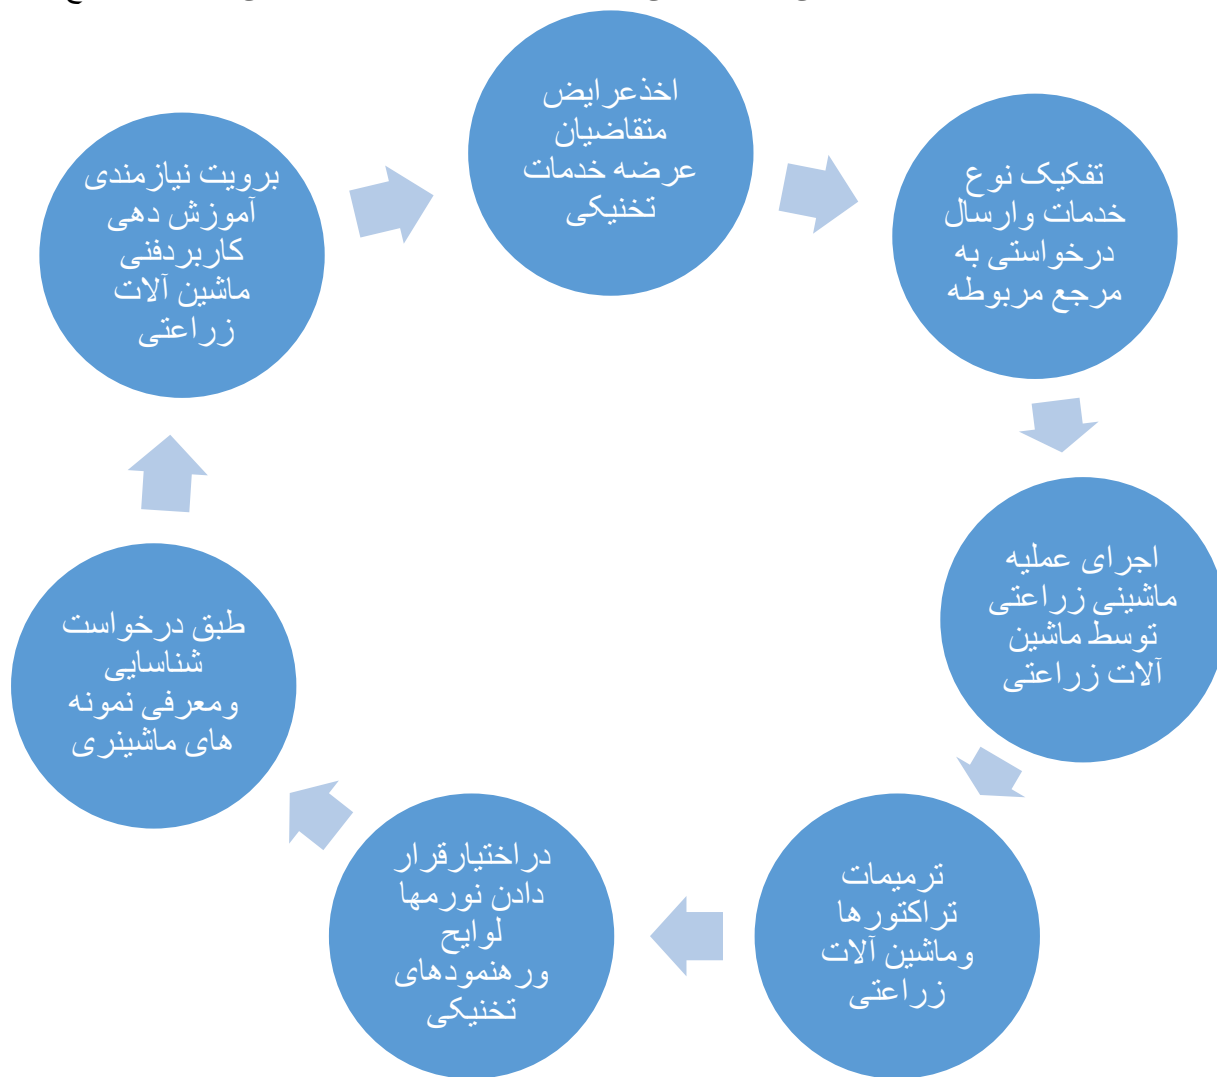 اخذعرایض
متقاضیان
عرضه خدمات
تخنیکی
تفکیک نوع
خدمات وارسال
درخواستی به
مرجع مربوطه
اجرای عملیه
ماشینی زراعتی
توسط ماشین
آلات زراعتی
ترمیمات
تراکتورها
وماشین آلات
زراعتی
دراختیارقرار
دادن نورمها
لوایح
ورهنمودهای
تخنیکی
طبق درخواست
شناسایی
ومعرفی نمونه
های ماشینری
برویت نیازمندی
آموزش دهی
کاربردفنی
ماشین آلات
زراعتی